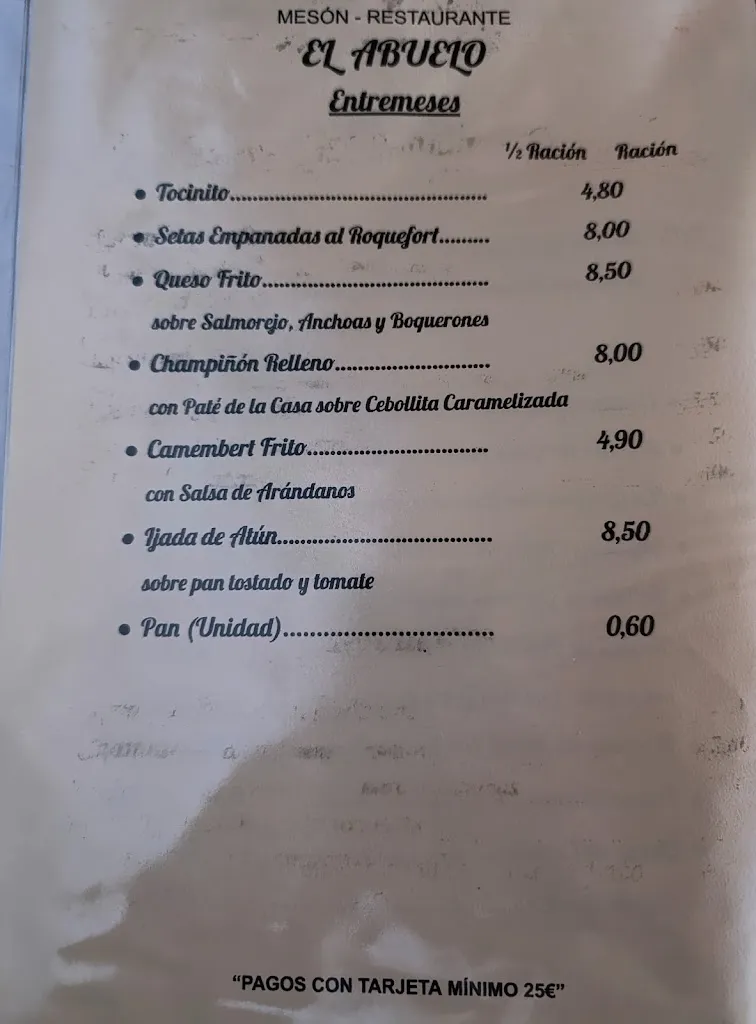 MESÓN - RESTAURANTE
EL ABUELO
Entremeses
½ Ración Ración
• Tocinito....................................... 4,80
• Setas Empanadas al Roquefort......... 8,00
• Queso Frito................................... 8,50
sobre Salmorejo, Anchoas y Boquerones
• Champiñón Relleno........................ 8,00
con Paté de la Casa sobre Cebollita Caramelizada
• Camembert Frito............................ 4,90
con Salsa de Arándanos
• Ijada de Atún................................. 8,50
sobre pan tostado y tomate
• Pan (Unidad)................................ 0,60
“PAGOS CON TARJETA MÍNIMO 25€”